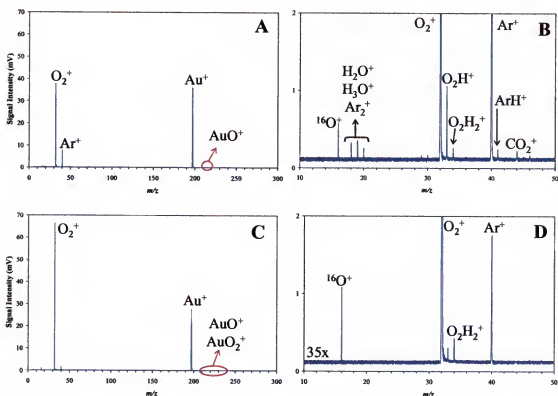 A
Signal Intensity (mV)
70
60
50
40
30
20
10
0
O₂⁺
Ar⁺
Au⁺
AuO⁺
0
50
100
150
200
250
300
m/z
B
2
1
0
O₂⁺
Ar⁺
H₂O⁺
H₃O⁺
Ar₂⁺
¹⁶O⁺
O₂H⁺
O₂H₂⁺
ArH⁺
CO₂⁺
10
20
30
40
50
m/z
C
Signal Intensity (mV)
70
60
50
40
30
20
10
0
O₂⁺
Au⁺
AuO⁺
AuO₂⁺
0
50
100
150
200
250
300
m/z
D
2
1
0
O₂⁺
Ar⁺
¹⁶O⁺
O₂H₂⁺
35x
10
20
30
40
50
m/z